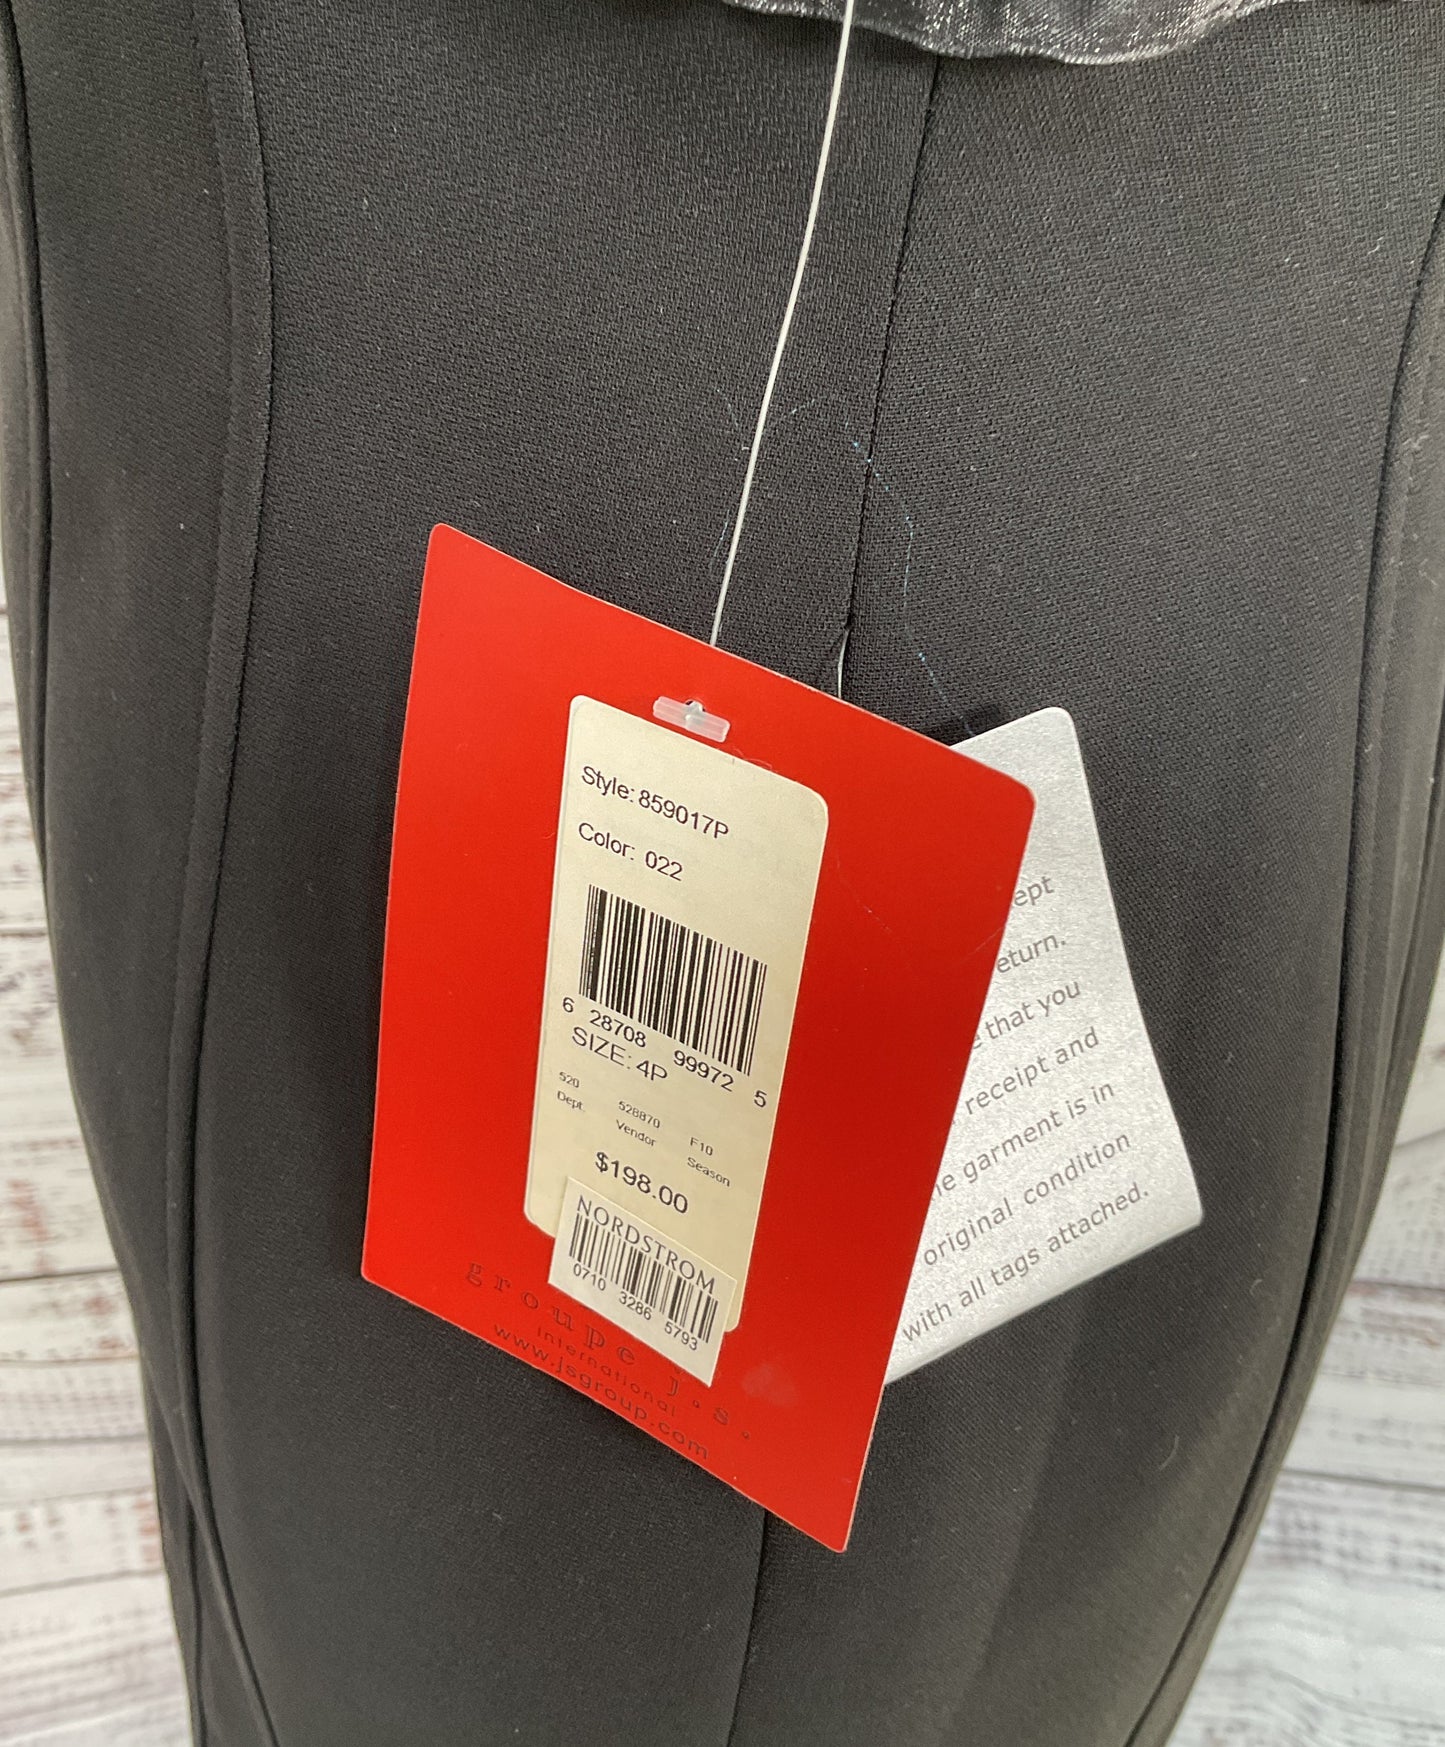 Style: 859017P
Color: 022
6 28708 99972 5
SIZE: 4P
520 528870 F10
Dept. Vendor Season
$198.00
NORDSTROM
0710 3286 5793
groupe J.S.
international
www.jsgroup.com
that you
receipt and
garment is in
original condition
with all tags attached.